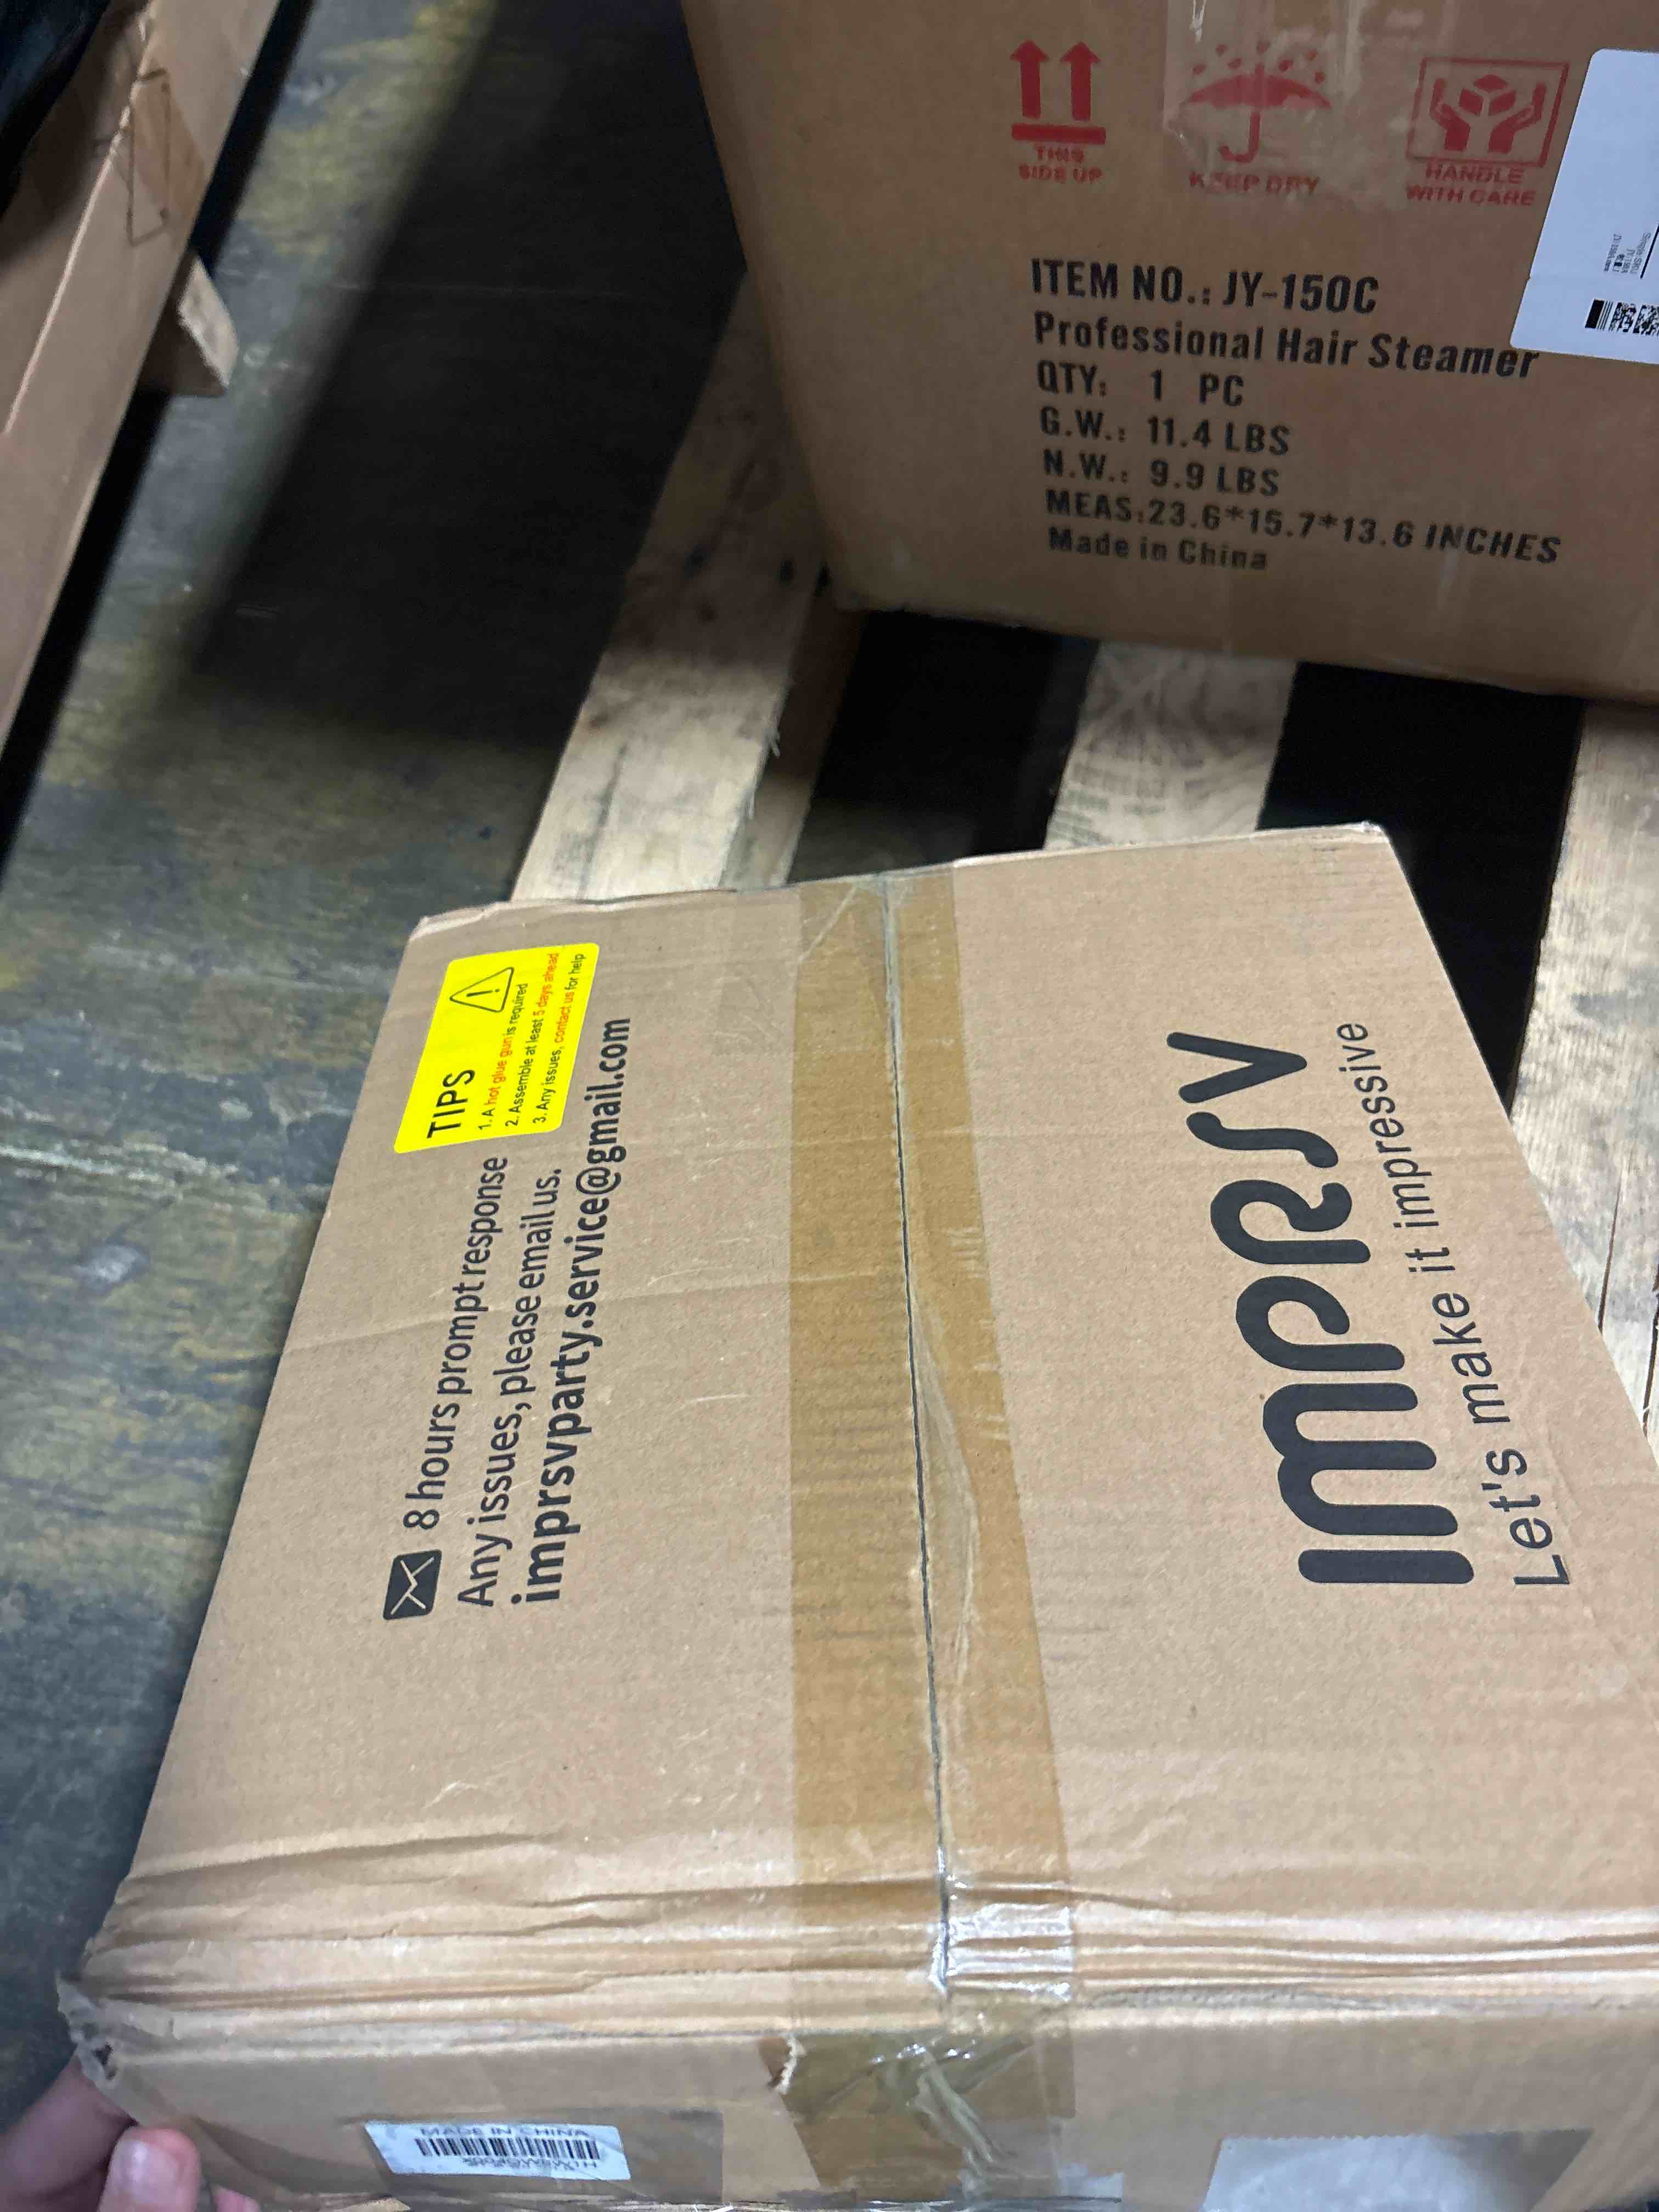 THIS
SIDE UP
KEEP DRY
HANDLE
WITH CARE
ITEM NO.: JY-150C
Professional Hair Steamer
QTY: 1 PC
G.W.: 11.4 LBS
N.W.: 9.9 LBS
MEAS:23.6*15.7*13.6 INCHES
Made in China
TIPS
1. A hot glue gun is required
2. Assemble at least 5 days ahead
3. Any issues, contact us for help
8 hours prompt response
Any issues, please email us.
imprsvparty.service@gmail.com
IMPRSV
Let's make it impressive
MADE IN CHINA